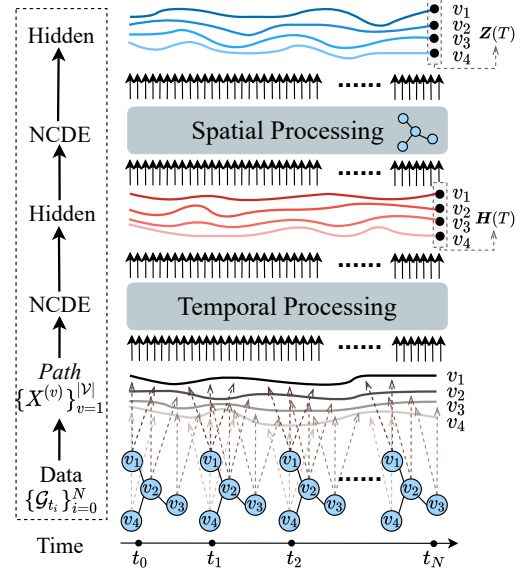 Hidden
v₁
v₂
v₃
v₄
Z(T)
NCDE
Spatial Processing
Hidden
v₁
v₂
v₃
v₄
H(T)
NCDE
Temporal Processing
Path
{X^{(v)}}_{v=1}^{|𝒱|}
v₁
v₂
v₃
v₄
Data
{𝒢_{t_i}}_{i=0}^{N}
v₁ v₁ v₁ v₁
v₂ v₂ v₂ v₂
v₃ v₃ v₃ v₃
v₄ v₄ v₄ v₄
Time
t₀ t₁ t₂ t_N